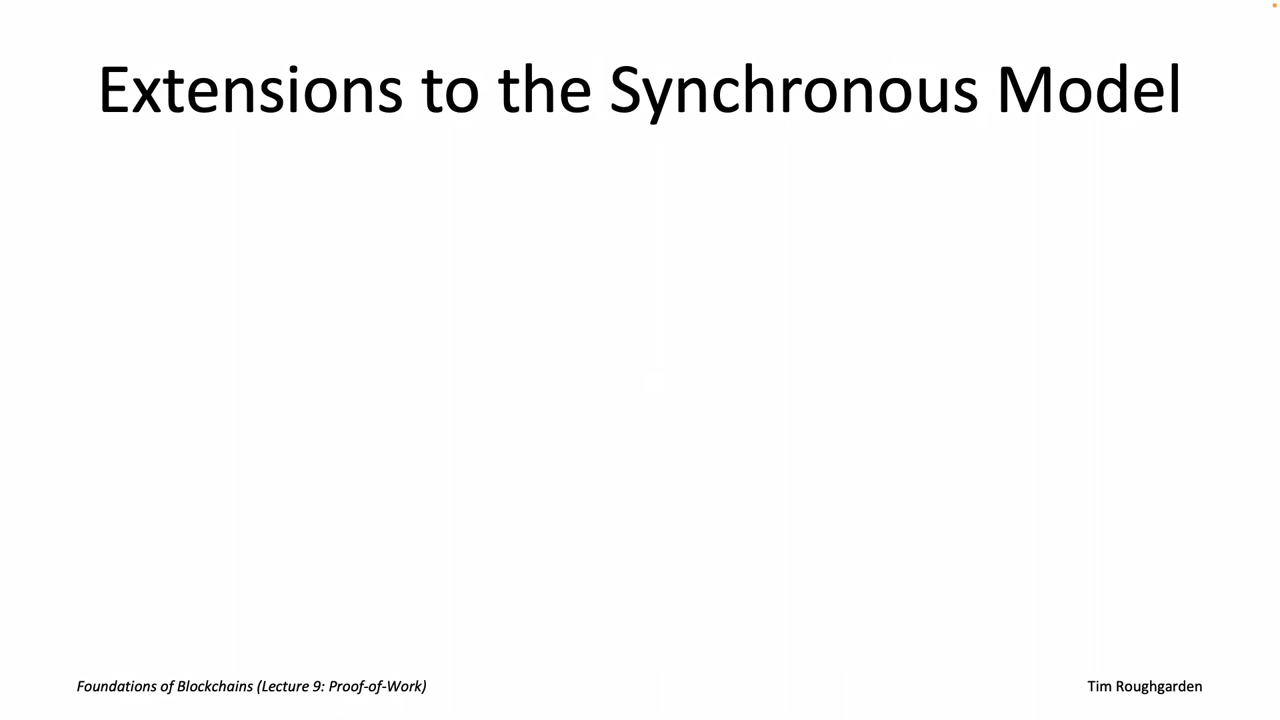 Extensions to the Synchronous Model
Foundations of Blockchains (Lecture 9: Proof-of-Work)
Tim Roughgarden